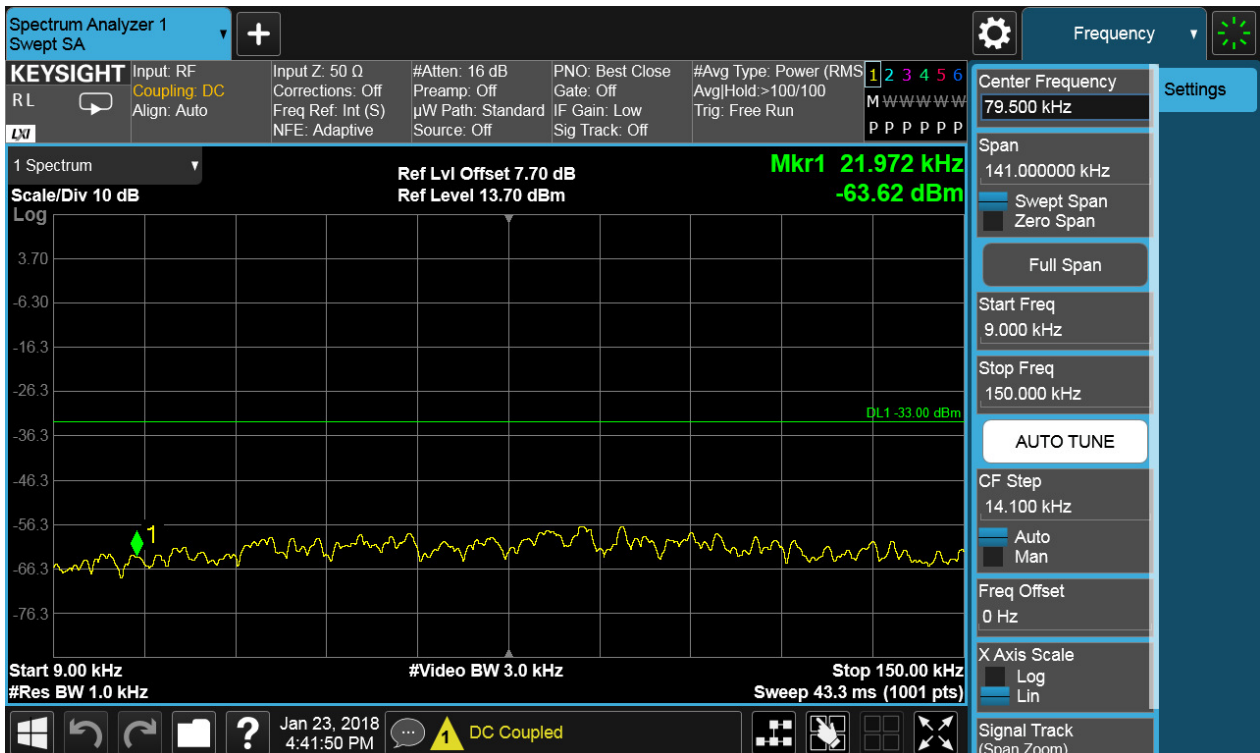 Spectrum Analyzer 1
Swept SA
+
Frequency
KEYSIGHT
R L
LXI
Input: RF
Coupling: DC
Align: Auto
Input Z: 50 Ω
Corrections: Off
Freq Ref: Int (S)
NFE: Adaptive
#Atten: 16 dB
Preamp: Off
µW Path: Standard
Source: Off
PNO: Best Close
Gate: Off
IF Gain: Low
Sig Track: Off
#Avg Type: Power (RMS
Avg|Hold:>100/100
Trig: Free Run
1 2 3 4 5 6
M W W W W W
P P P P P P
1 Spectrum
Scale/Div 10 dB
Log
Ref Lvl Offset 7.70 dB
Ref Level 13.70 dBm
Mkr1 21.972 kHz
-63.62 dBm
3.70
-6.30
-16.3
-26.3
DL1 -33.00 dBm
-36.3
-46.3
-56.3
1
-66.3
-76.3
Start 9.00 kHz
#Res BW 1.0 kHz
#Video BW 3.0 kHz
Stop 150.00 kHz
Sweep 43.3 ms (1001 pts)
Center Frequency
79.500 kHz
Settings
Span
141.000000 kHz
Swept Span
Zero Span
Full Span
Start Freq
9.000 kHz
Stop Freq
150.000 kHz
AUTO TUNE
CF Step
14.100 kHz
Auto
Man
Freq Offset
0 Hz
X Axis Scale
Log
Lin
Signal Track
(Span Zoom)
?
Jan 23, 2018
4:41:50 PM
1
DC Coupled